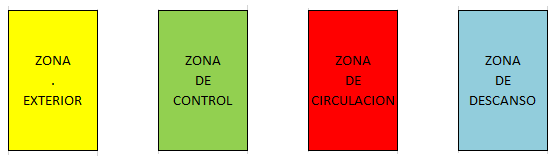 ZONA
.
EXTERIOR
ZONA
DE
CONTROL
ZONA
DE
CIRCULACION
ZONA
DE
DESCANSO